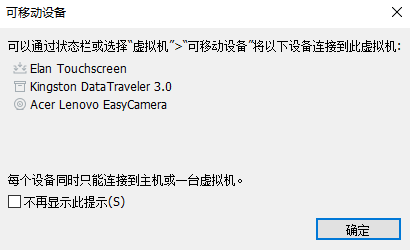 可移动设备
可以通过状态栏或选择“虚拟机”>“可移动设备”将以下设备连接到此虚拟机:
Elan Touchscreen
Kingston DataTraveler 3.0
Acer Lenovo EasyCamera
每个设备同时只能连接到主机或一台虚拟机。
不再显示此提示(S)
确定